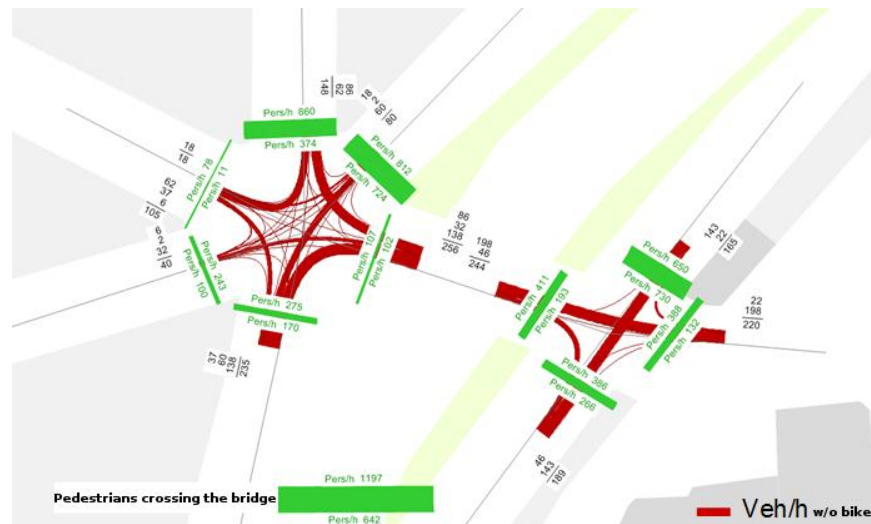 86
62
148
18
2
60
80
Pers/h 860
Pers/h 374
Pers/h 812
Pers/h 724
18
18
Pers/h 78
Pers/h 11
62
37
6
105
6
2
32
40
Pers/h 243
Pers/h 100
Pers/h 107
Pers/h 102
86
32
138
256
198
46
244
Pers/h 275
Pers/h 170
37
60
138
235
143
22
165
Pers/h 650
Pers/h 730
Pers/h 411
Pers/h 193
Pers/h 388
Pers/h 132
22
198
220
Pers/h 386
Pers/h 266
46
143
189
Pers/h 1197
Pedestrians crossing the bridge
Pers/h 642
Veh/h w/o bike